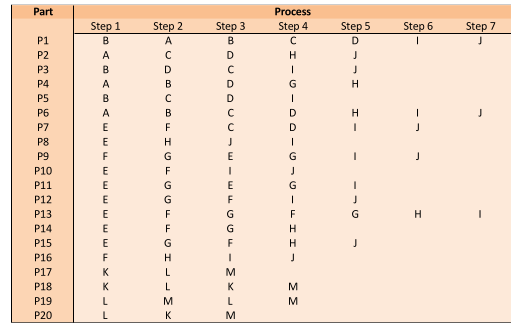 Part Process
Step 1 Step 2 Step 3 Step 4 Step 5 Step 6 Step 7
P1 B A B C D I J
P2 A C D H J
P3 B D C I J
P4 A B D G H
P5 B C D I
P6 A B C D H I J
P7 E F C D I J
P8 E H J I
P9 F G E G I J
P10 E F I J
P11 E G E G I
P12 E G F I J
P13 E F G F G H I
P14 E F G H
P15 E G F H J
P16 F H I J
P17 K L M
P18 K L K M
P19 L M L M
P20 L K M